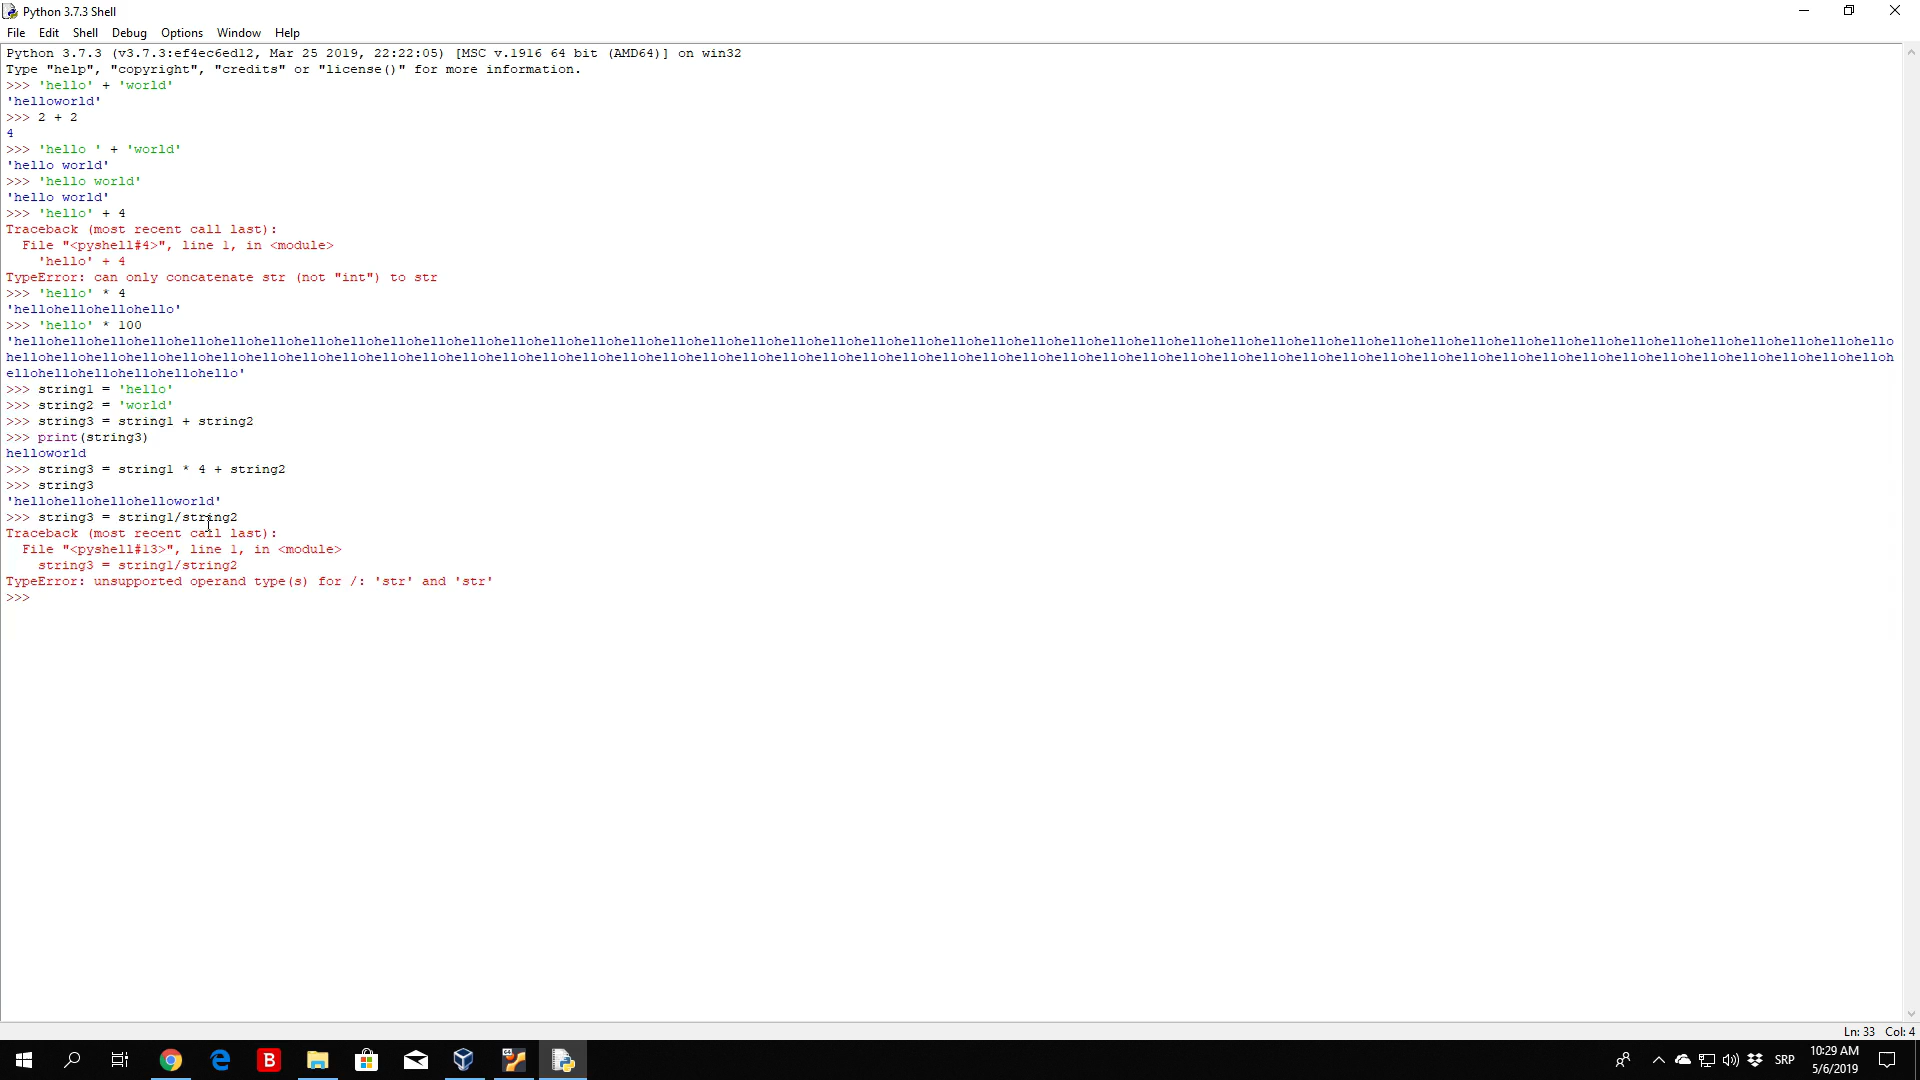 Python 3.7.3 Shell
File Edit Shell Debug Options Window Help
Python 3.7.3 (v3.7.3:ef4ec6ed12, Mar 25 2019, 22:22:05) [MSC v.1916 64 bit (AMD64)] on win32
Type "help", "copyright", "credits" or "license()" for more information.
>>> 'hello' + 'world'
'helloworld'
>>> 2 + 2
4
>>> 'hello ' + 'world'
'hello world'
>>> 'hello world'
'hello world'
>>> 'hello' + 4
Traceback (most recent call last):
  File "<pyshell#4>", line 1, in <module>
    'hello' + 4
TypeError: can only concatenate str (not "int") to str
>>> 'hello' * 4
'hellohellohellohello'
>>> 'hello' * 100
'hellohellohellohellohellohellohellohellohellohellohellohellohellohellohellohellohellohellohellohellohellohellohellohellohellohellohellohellohellohellohellohellohellohellohellohellohellohellohellohellohellohellohellohellohellohellohello
hellohellohellohellohellohellohellohellohellohellohellohellohellohellohellohellohellohellohellohellohellohellohellohellohellohellohellohellohellohellohellohellohellohellohellohellohellohellohellohellohellohellohellohellohellohellohelloh
ellohellohellohellohellohello'
>>> string1 = 'hello'
>>> string2 = 'world'
>>> string3 = string1 + string2
>>> print(string3)
helloworld
>>> string3 = string1 * 4 + string2
>>> string3
'hellohellohellohelloworld'
>>> string3 = string1/string2
Traceback (most recent call last):
  File "<pyshell#13>", line 1, in <module>
    string3 = string1/string2
TypeError: unsupported operand type(s) for /: 'str' and 'str'
>>>
Ln: 33 Col: 4
B
SRP
10:29 AM
5/6/2019